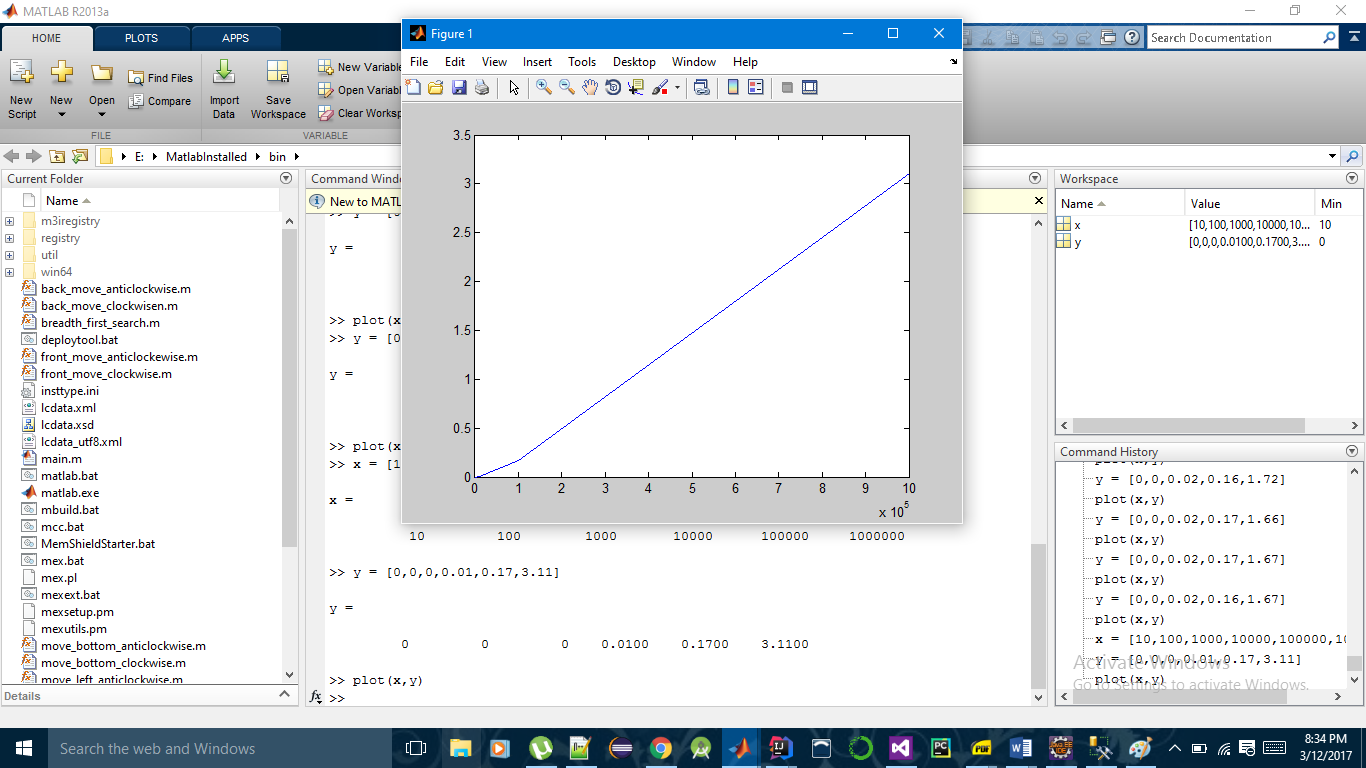 MATLAB R2013a
HOME
PLOTS
APPS
Search Documentation
New Script
New
Open
Find Files
Compare
Import Data
Save Workspace
New Variable
Open Variabl
Clear Worksp
FILE
VARIABLE
E:
MatlabInstalled
bin
Current Folder
Name
m3iregistry
registry
util
win64
back_move_anticlockwise.m
back_move_clockwisen.m
breadth_first_search.m
deploytool.bat
front_move_anticlockewise.m
front_move_clockwise.m
insttype.ini
lcdata.xml
lcdata.xsd
lcdata_utf8.xml
main.m
matlab.bat
matlab.exe
mbuild.bat
mcc.bat
MemShieldStarter.bat
mex.bat
mex.pl
mexext.bat
mexsetup.pm
mexutils.pm
move_bottom_anticlockwise.m
move_bottom_clockwise.m
move_left_anticlockwise.m
Details
Command Windo
New to MATL
y =
>> plot(x
>> y = [0
y =
>> plot(x
>> x = [1
x =
10 100 1000 10000 100000 1000000
>> y = [0,0,0,0.01,0.17,3.11]
y =
0 0 0 0.0100 0.1700 3.1100
>> plot(x,y)
fx >>
Figure 1
File Edit View Insert Tools Desktop Window Help
3.5
3
2.5
2
1.5
1
0.5
0
0 1 2 3 4 5 6 7 8 9 10
x 10^5
Workspace
Name Value Min
x [10,100,1000,10000,10... 10
y [0,0,0,0.0100,0.1700,3.... 0
Command History
plot(x,y)
y = [0,0,0.02,0.16,1.72]
plot(x,y)
y = [0,0,0.02,0.17,1.66]
plot(x,y)
y = [0,0,0.02,0.17,1.67]
plot(x,y)
y = [0,0,0.02,0.16,1.67]
plot(x,y)
x = [10,100,1000,10000,100000,10
y = [0,0,0,0.01,0.17,3.11]
plot(x,y)
Activate Windows
Go to Settings to activate Windows.
Search the web and Windows
8:34 PM
3/12/2017